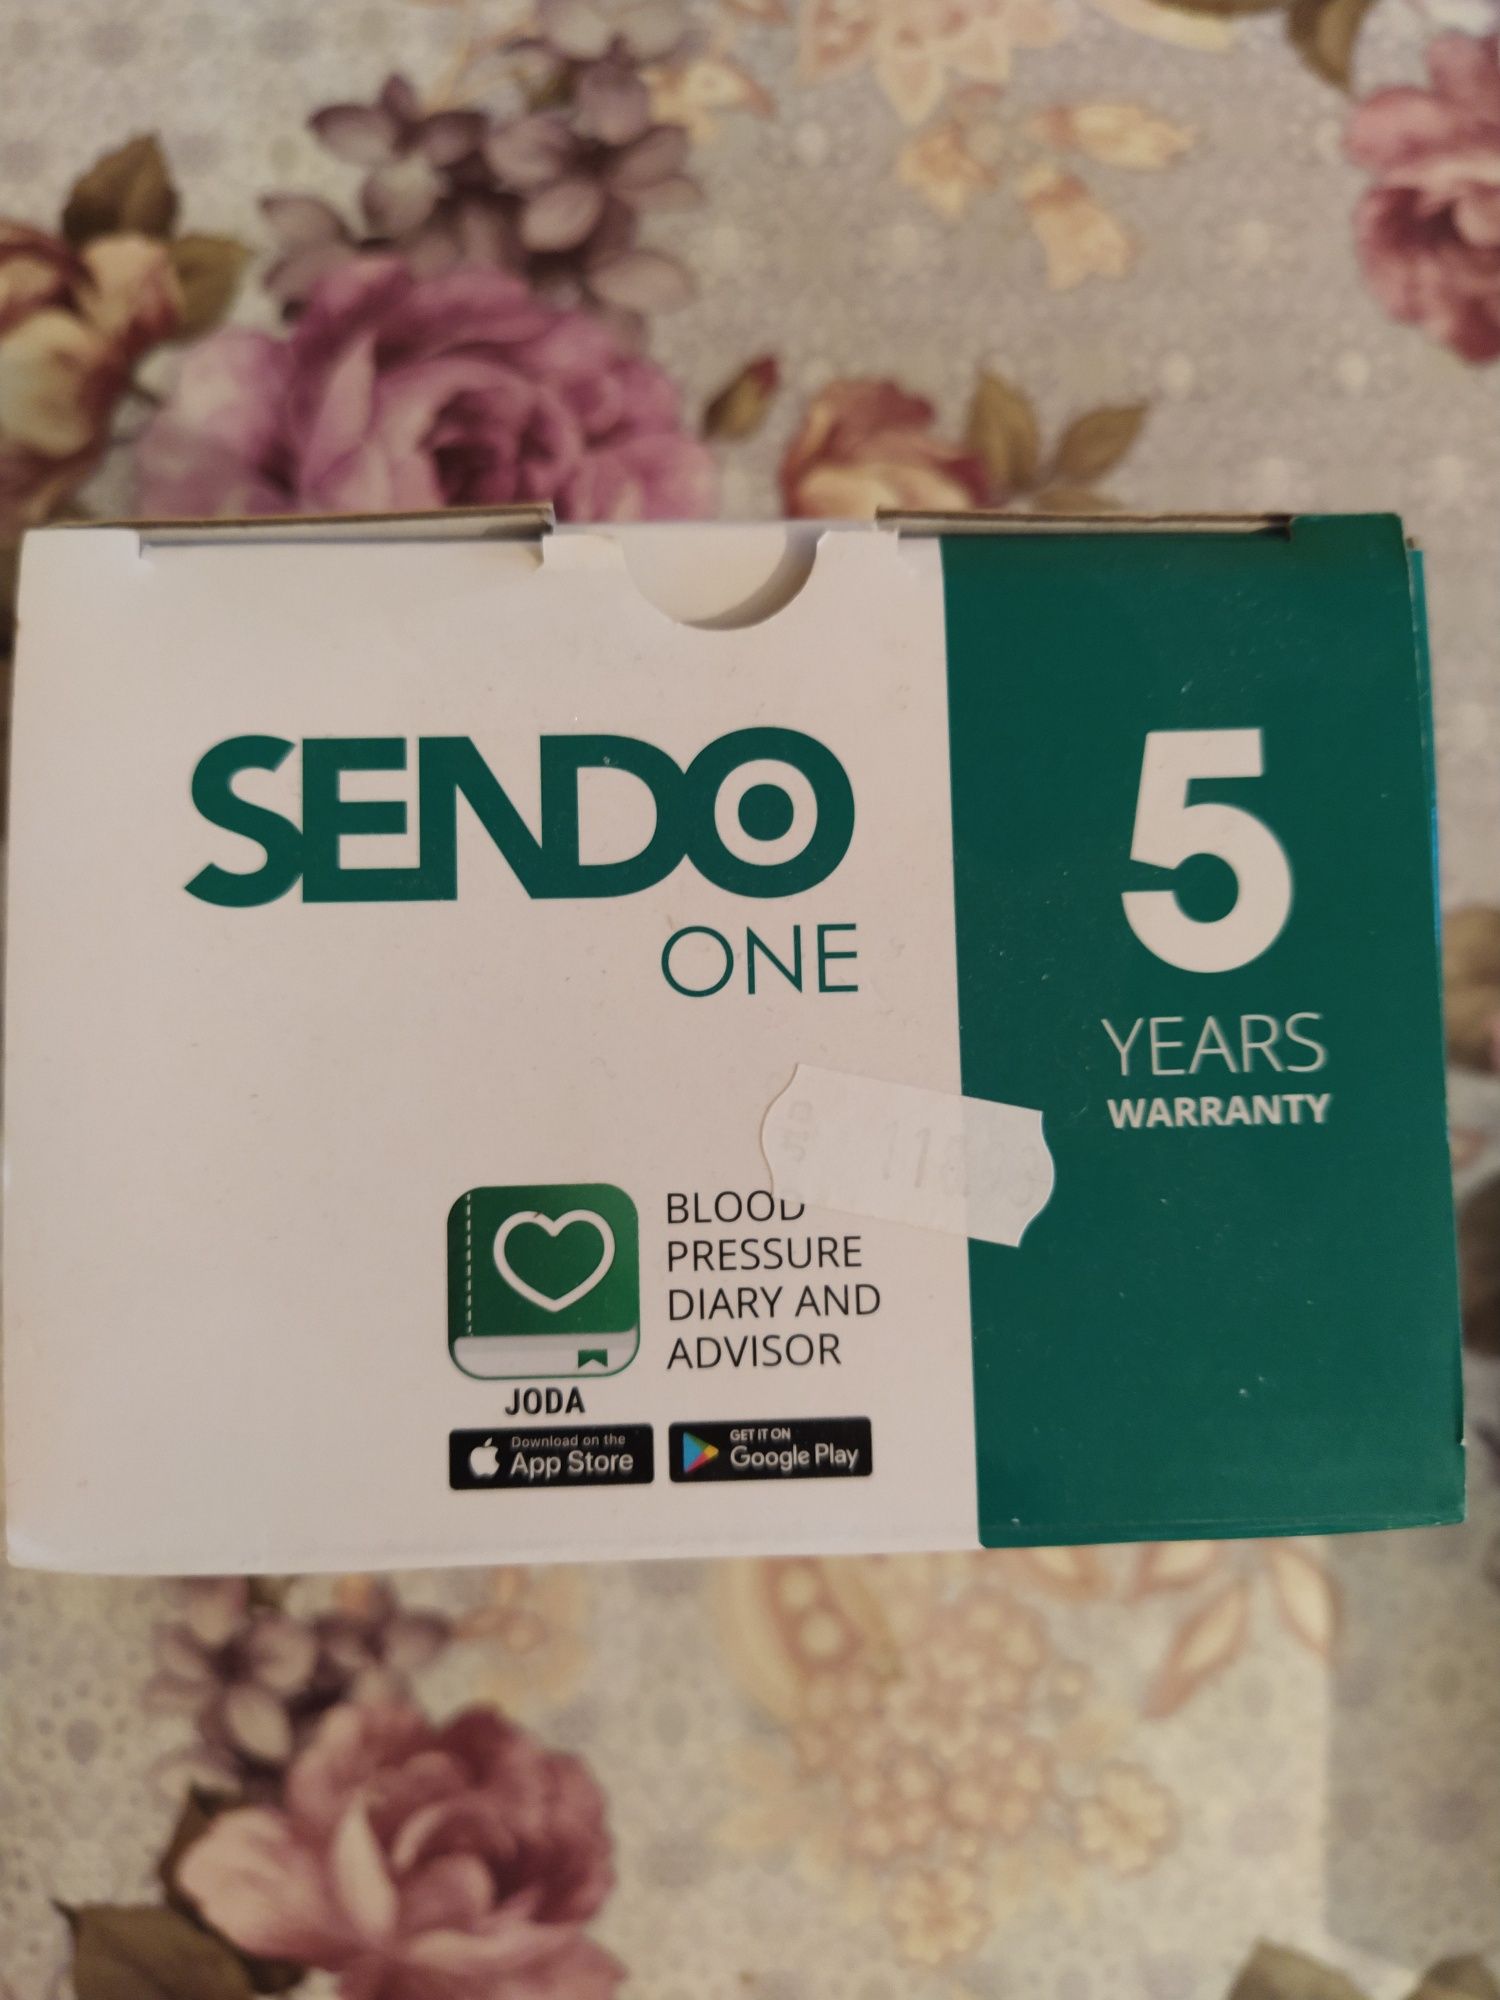 SENDO
ONE
5
YEARS
WARRANTY
BLOOD
PRESSURE
DIARY AND
ADVISOR
JODA
Download on the
App Store
GET IT ON
Google Play